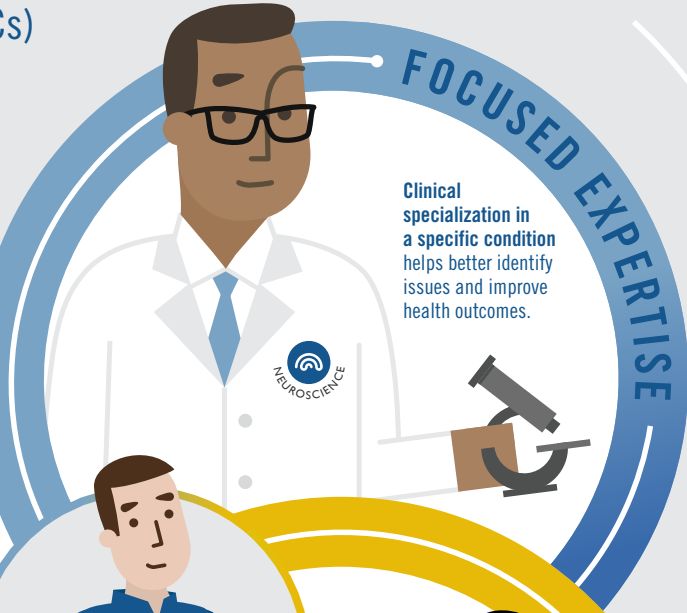 Cs)
FOCUSED EXPERTISE
Clinical
specialization in
a specific condition
helps better identify
issues and improve
health outcomes.
NEUROSCIENCE